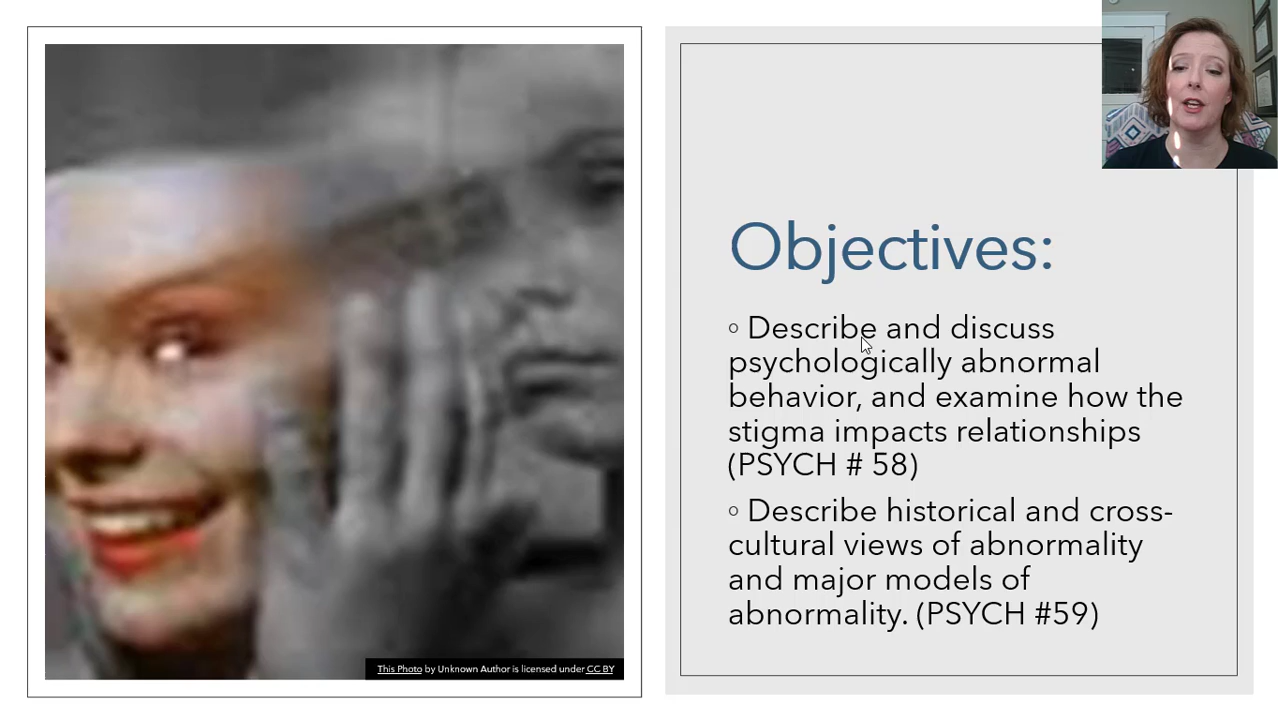 Objectives:
◦ Describe and discuss
psychologically abnormal
behavior, and examine how the
stigma impacts relationships
(PSYCH # 58)
◦ Describe historical and cross-
cultural views of abnormality
and major models of
abnormality. (PSYCH #59)
This Photo by Unknown Author is licensed under CC BY